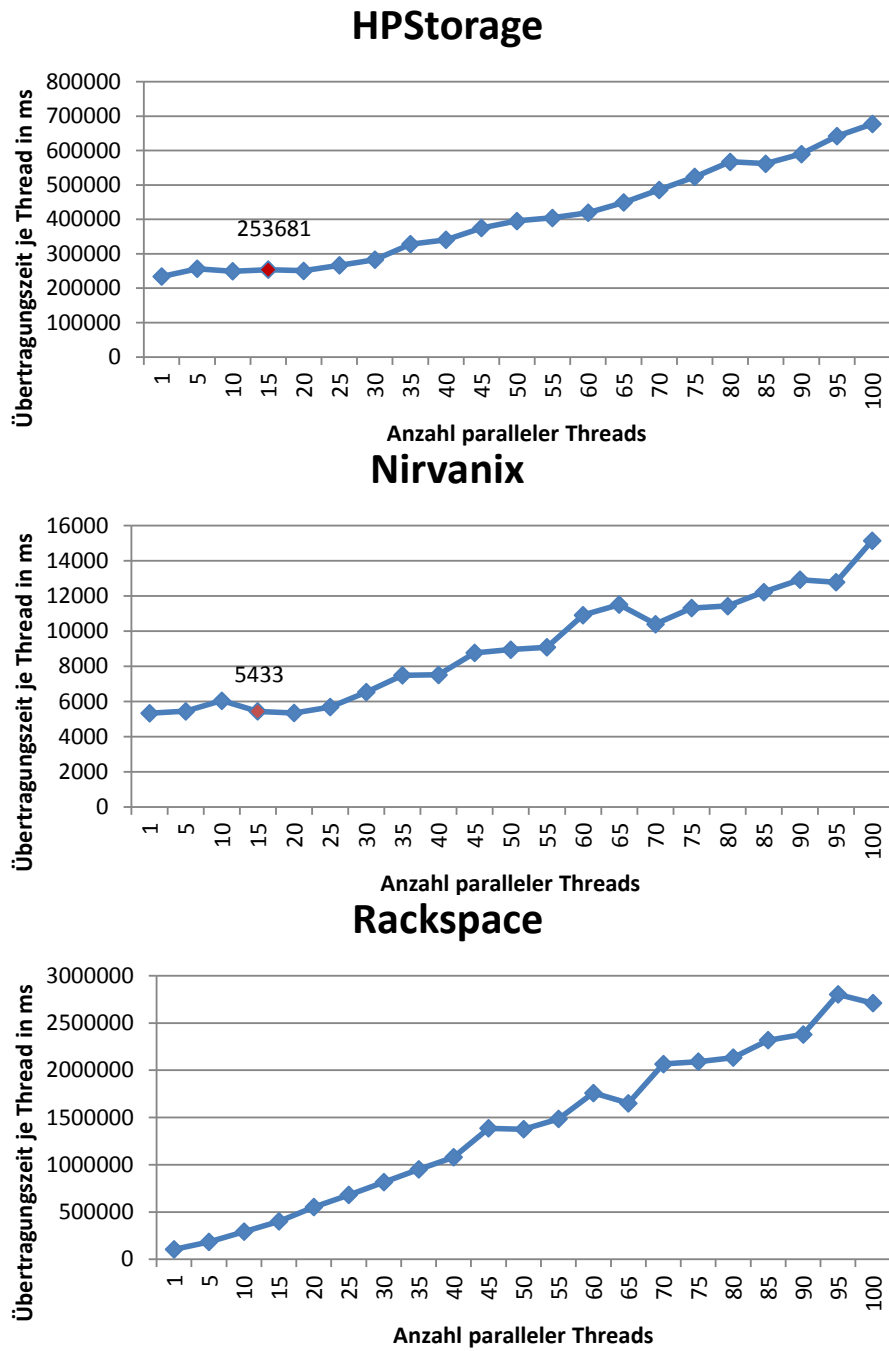 HPStorage
Übertragungszeit je Thread in ms
800000
700000
600000
500000
400000
300000
200000
100000
0
253681
1 5 10 15 20 25 30 35 40 45 50 55 60 65 70 75 80 85 90 95 100
Anzahl paralleler Threads
Nirvanix
Übertragungszeit je Thread in ms
16000
14000
12000
10000
8000
6000
4000
2000
0
5433
1 5 10 15 20 25 30 35 40 45 50 55 60 65 70 75 80 85 90 95 100
Anzahl paralleler Threads
Rackspace
Übertragungszeit je Thread in ms
3000000
2500000
2000000
1500000
1000000
500000
0
1 5 10 15 20 25 30 35 40 45 50 55 60 65 70 75 80 85 90 95 100
Anzahl paralleler Threads